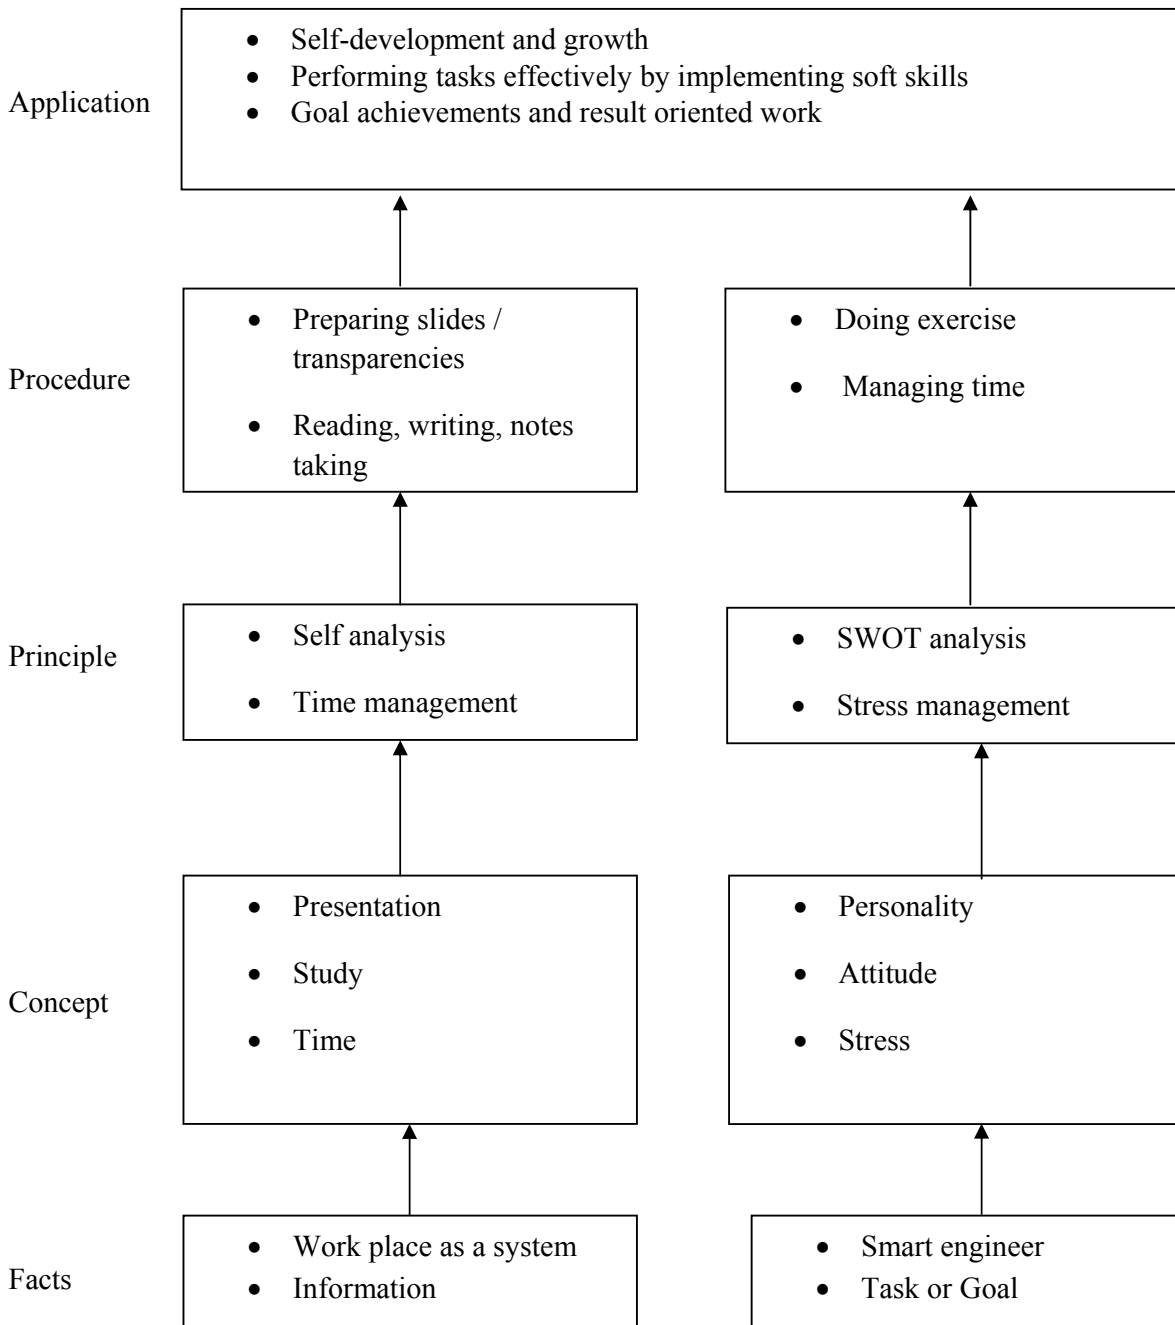 Application
• Self-development and growth
• Performing tasks effectively by implementing soft skills
• Goal achievements and result oriented work
Procedure
• Preparing slides /
transparencies
• Reading, writing, notes
taking
• Doing exercise
• Managing time
Principle
• Self analysis
• Time management
• SWOT analysis
• Stress management
Concept
• Presentation
• Study
• Time
• Personality
• Attitude
• Stress
Facts
• Work place as a system
• Information
• Smart engineer
• Task or Goal